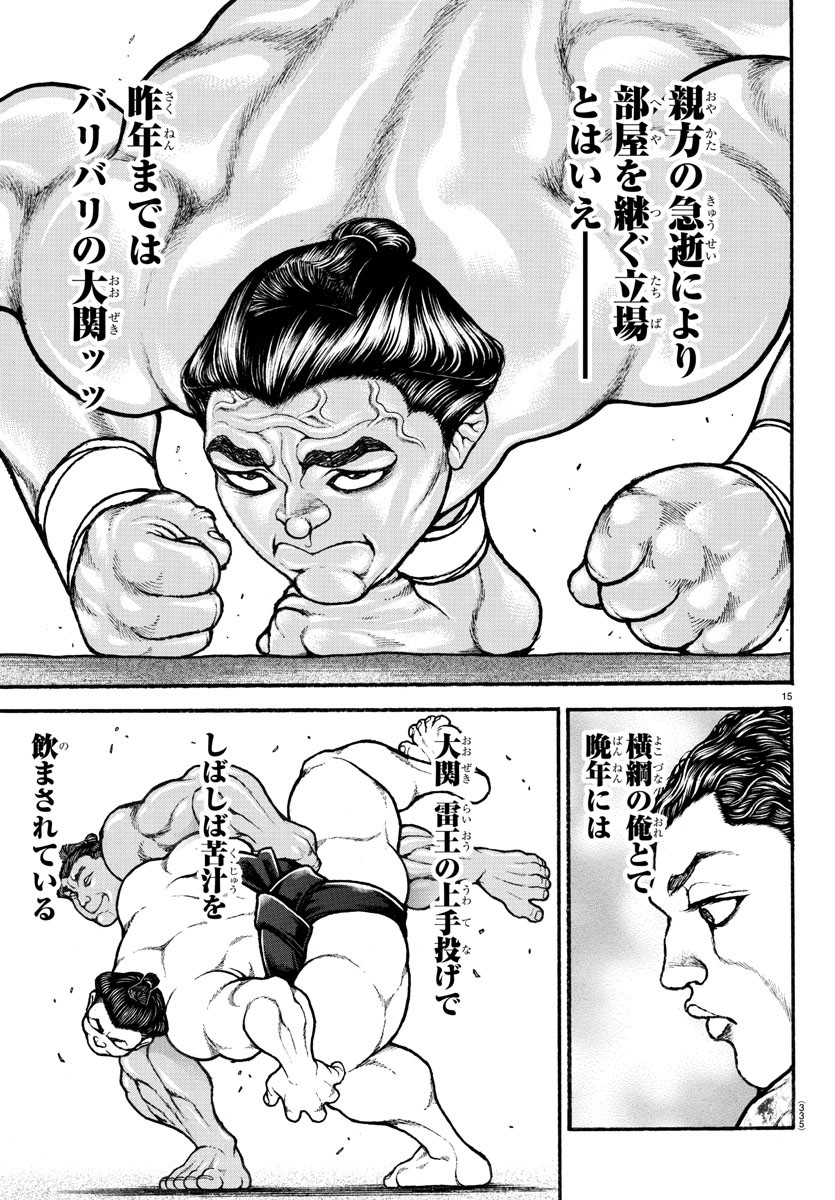 親方の急逝により
部屋を継ぐ立場
とはいえ――
昨年までは
バリバリの大関ッッ
15
横綱の俺とて
晩年には
大関 雷王の上手投げで
しばしば苦汁を
飲まされている
(335)